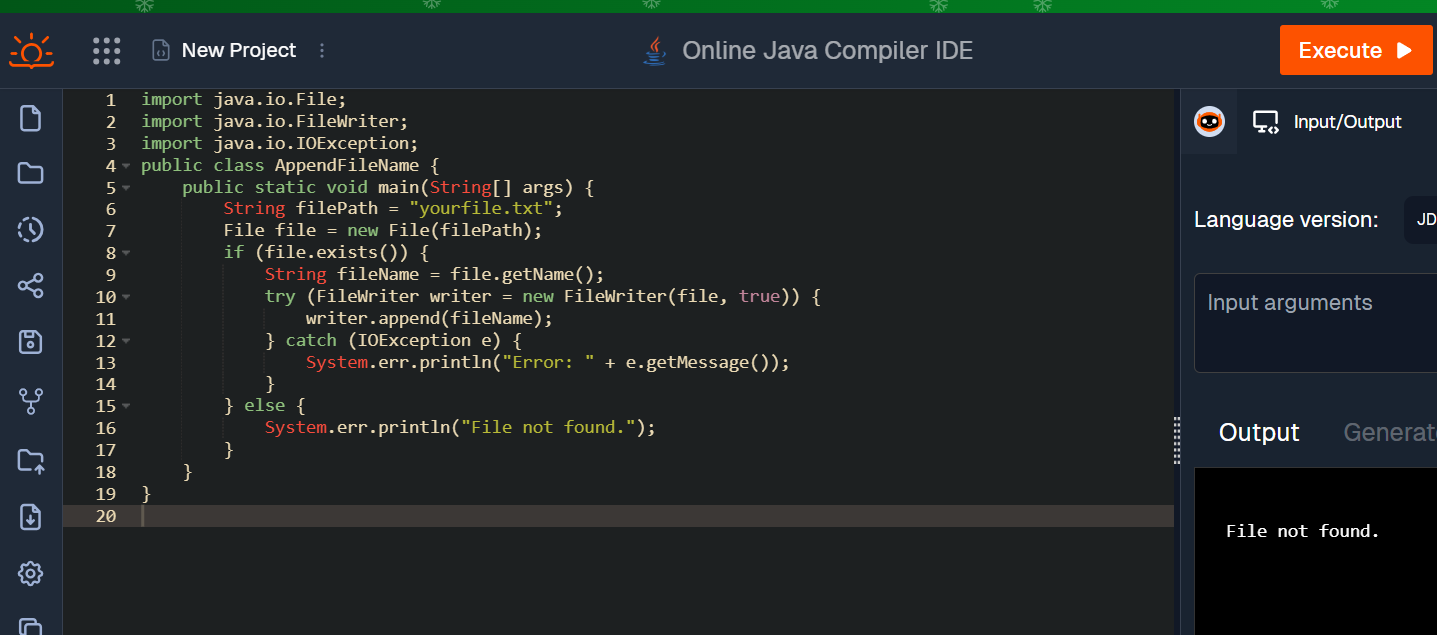 New Project
Online Java Compiler IDE
Execute
1 import java.io.File;
2 import java.io.FileWriter;
3 import java.io.IOException;
4 public class AppendFileName {
5     public static void main(String[] args) {
6         String filePath = "yourfile.txt";
7         File file = new File(filePath);
8         if (file.exists()) {
9             String fileName = file.getName();
10             try (FileWriter writer = new FileWriter(file, true)) {
11                 writer.append(fileName);
12             } catch (IOException e) {
13                 System.err.println("Error: " + e.getMessage());
14             }
15         } else {
16             System.err.println("File not found.");
17         }
18     }
19 }
20
Input/Output
Language version:
JD
Input arguments
Output
Generat
File not found.